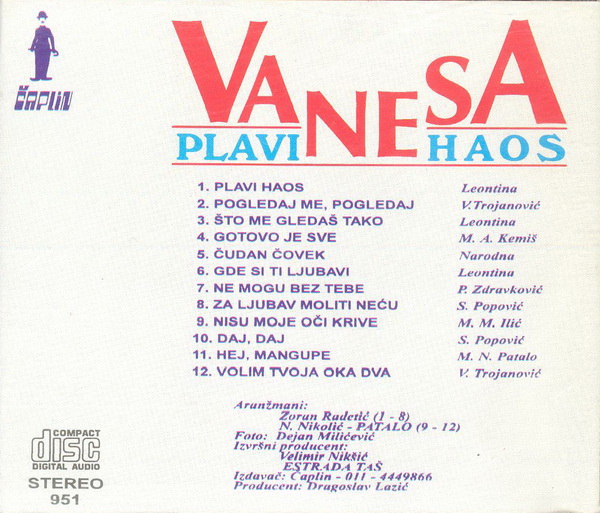 ČAPLIN
VANESA
PLAVI HAOS
1. PLAVI HAOS Leontina
2. POGLEDAJ ME, POGLEDAJ V.Trojanović
3. ŠTO ME GLEDAŠ TAKO Leontina
4. GOTOVO JE SVE M. A. Kemiš
5. ČUDAN ČOVEK Narodna
6. GDE SI TI LJUBAVI Leontina
7. NE MOGU BEZ TEBE P. Zdravković
8. ZA LJUBAV MOLITI NEĆU S. Popović
9. NISU MOJE OČI KRIVE M. M. Ilić
10. DAJ, DAJ S. Popović
11. HEJ, MANGUPE M. N. Patalo
12. VOLIM TVOJA OKA DVA V. Trojanović
Aranžmani:
Zoran Radetić (1 - 8)
N. Nikolić - PATALO (9 - 12)
Foto: Dejan Milićević
Izvršni producent:
Velimir Nikšić
ESTRADA TAŠ
Izdavač: Čaplin - 011 - 4449866
Producent: Dragoslav Lazić
COMPACT
disc
DIGITAL AUDIO
STEREO
951